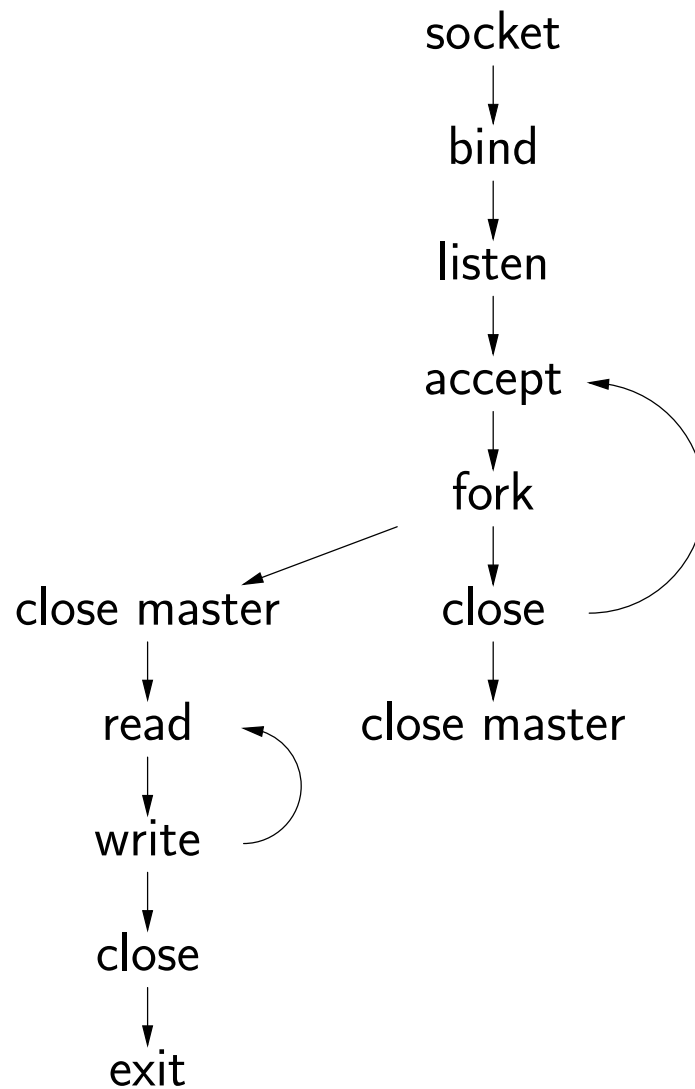 socket
bind
listen
accept
fork
close master
close
read
close master
write
close
exit